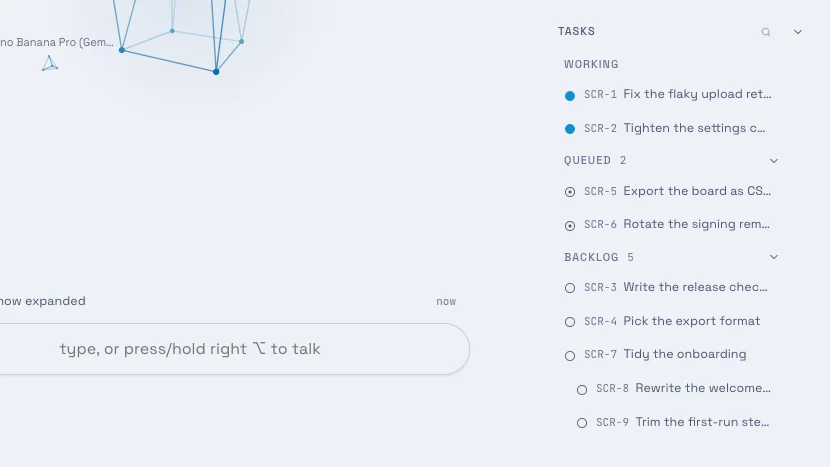 no Banana Pro (Gem...
now expanded
now
type, or press/hold right ⌥ to talk
TASKS
WORKING
SCR-1 Fix the flaky upload ret...
SCR-2 Tighten the settings c...
QUEUED 2
SCR-5 Export the board as CS...
SCR-6 Rotate the signing rem...
BACKLOG 5
SCR-3 Write the release chec...
SCR-4 Pick the export format
SCR-7 Tidy the onboarding
SCR-8 Rewrite the welcome...
SCR-9 Trim the first-run ste...